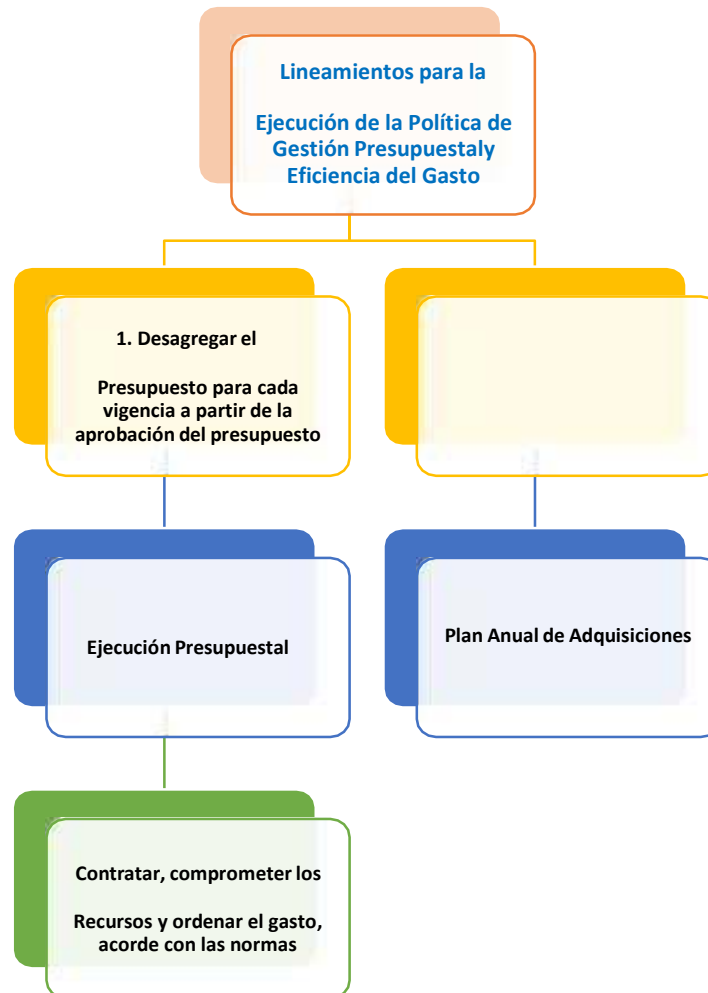 Lineamientos para la
Ejecución de la Política de
Gestión Presupuestaly
Eficiencia del Gasto
1. Desagregar el
Presupuesto para cada
vigencia a partir de la
aprobación del presupuesto
Ejecución Presupuestal
Plan Anual de Adquisiciones
Contratar, comprometer los
Recursos y ordenar el gasto,
acorde con las normas